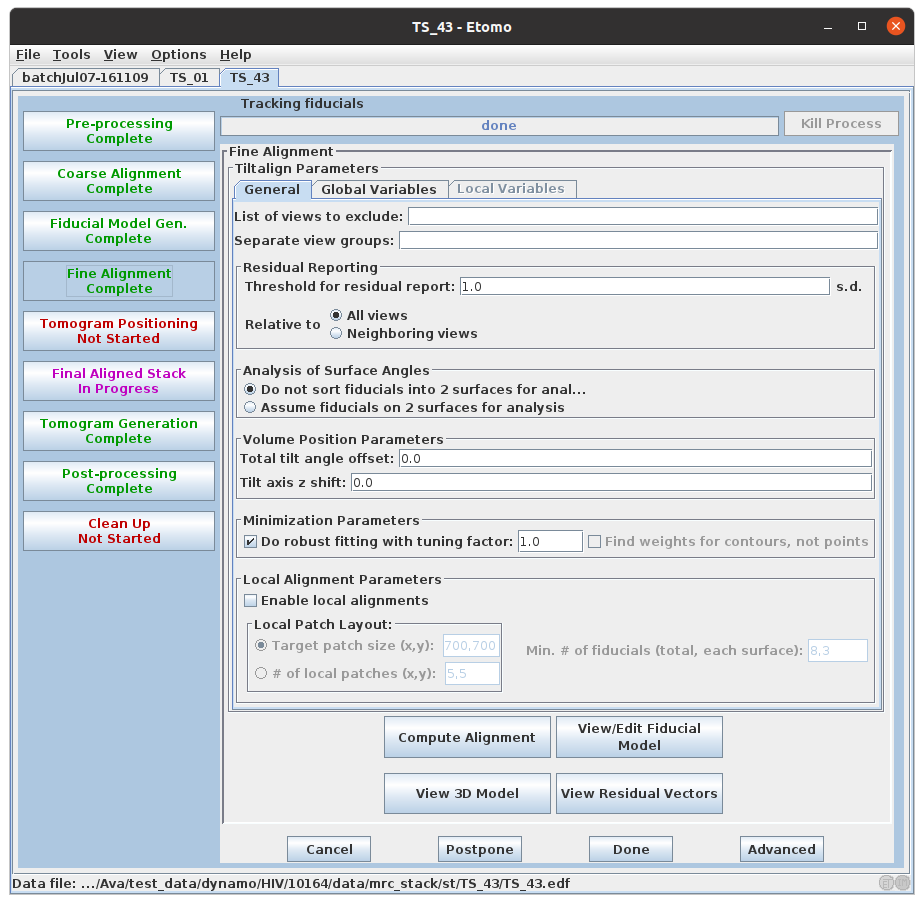 TS_43 - Etomo
File Tools View Options Help
batchJul07-161109 TS_01 TS_43
Tracking fiducials
done
Kill Process
Pre-processing
Complete
Coarse Alignment
Complete
Fiducial Model Gen.
Complete
Fine Alignment
Complete
Tomogram Positioning
Not Started
Final Aligned Stack
In Progress
Tomogram Generation
Complete
Post-processing
Complete
Clean Up
Not Started
Fine Alignment
Tiltalign Parameters
General Global Variables Local Variables
List of views to exclude:
Separate view groups:
Residual Reporting
Threshold for residual report: 1.0 s.d.
Relative to
All views
Neighboring views
Analysis of Surface Angles
Do not sort fiducials into 2 surfaces for anal...
Assume fiducials on 2 surfaces for analysis
Volume Position Parameters
Total tilt angle offset: 0.0
Tilt axis z shift: 0.0
Minimization Parameters
Do robust fitting with tuning factor: 1.0 Find weights for contours, not points
Local Alignment Parameters
Enable local alignments
Local Patch Layout:
Target patch size (x,y): 700,700
# of local patches (x,y): 5,5
Min. # of fiducials (total, each surface): 8,3
Compute Alignment
View/Edit Fiducial
Model
View 3D Model
View Residual Vectors
Cancel Postpone Done Advanced
Data file: .../Ava/test_data/dynamo/HIV/10164/data/mrc_stack/st/TS_43/TS_43.edf